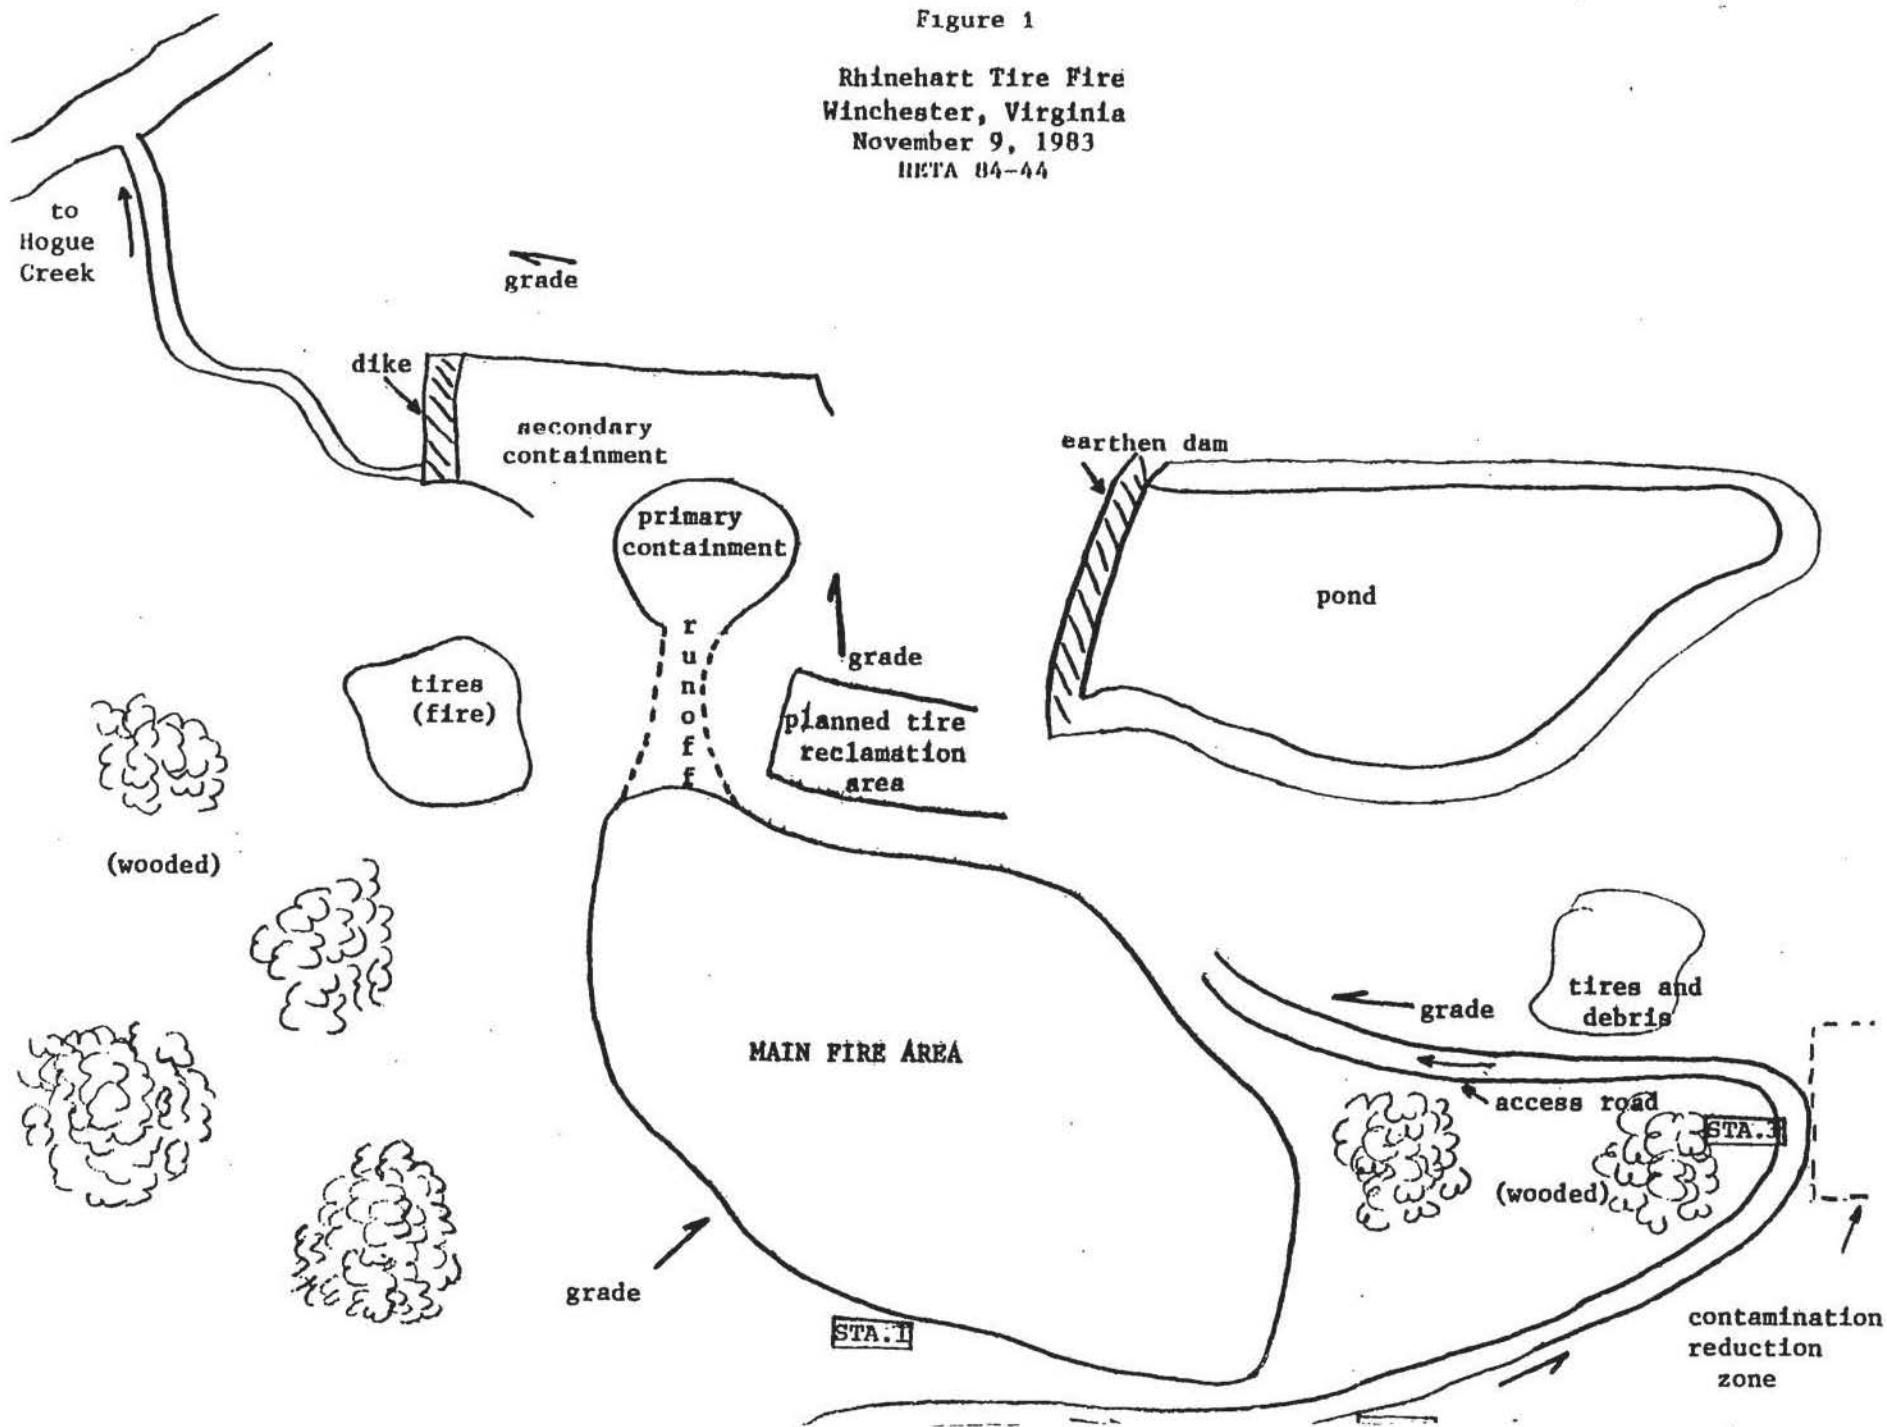 Figure 1
Rhinehart Tire Fire
Winchester, Virginia
November 9, 1983
HETA 84-44
to
Hogue
Creek
grade
dike
secondary
containment
earthen dam
primary
containment
pond
runoff
grade
tires
(fire)
planned tire
reclamation
area
(wooded)
tires and
debris
grade
MAIN FIRE AREA
access road
STA.3
(wooded)
grade
STA.1
contamination
reduction
zone